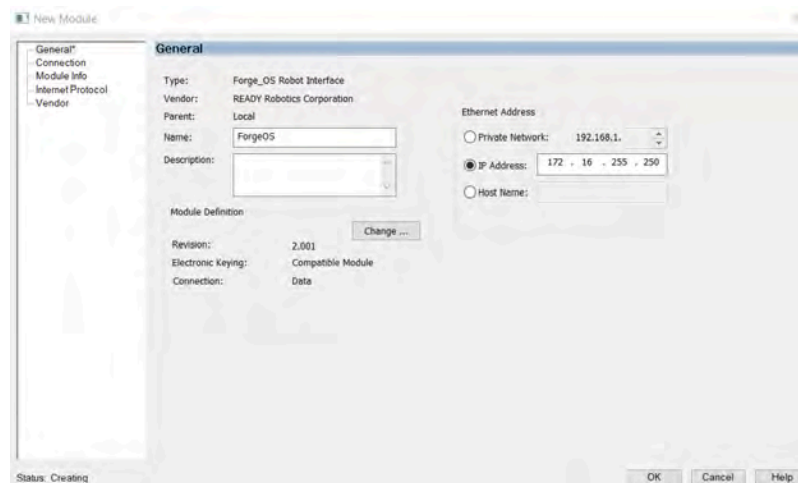 New Module
General*
Connection
Module Info
Internet Protocol
Vendor
General
Type: Forge_OS Robot Interface
Vendor: READY Robotics Corporation
Parent: Local
Name: ForgeOS
Description:
Module Definition
Change ...
Revision: 2.001
Electronic Keying: Compatible Module
Connection: Data
Ethernet Address
Private Network: 192.168.1.
IP Address: 172 . 16 . 255 . 250
Host Name:
Status: Creating
OK Cancel Help